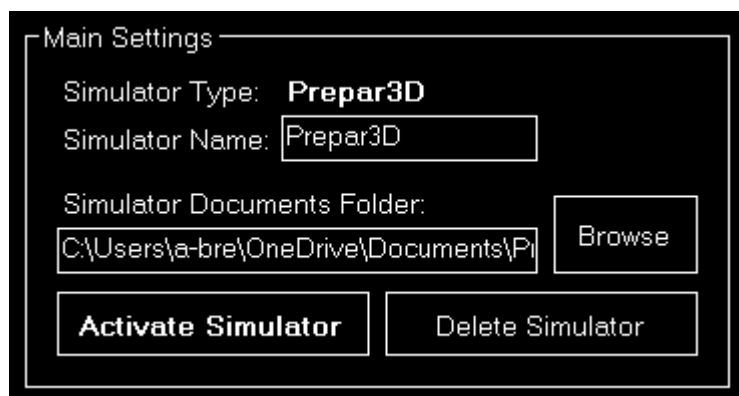 Main Settings
Simulator Type: Prepar3D
Simulator Name: Prepar3D
Simulator Documents Folder:
C:\Users\a-bre\OneDrive\Documents\Pr
Browse
Activate Simulator Delete Simulator